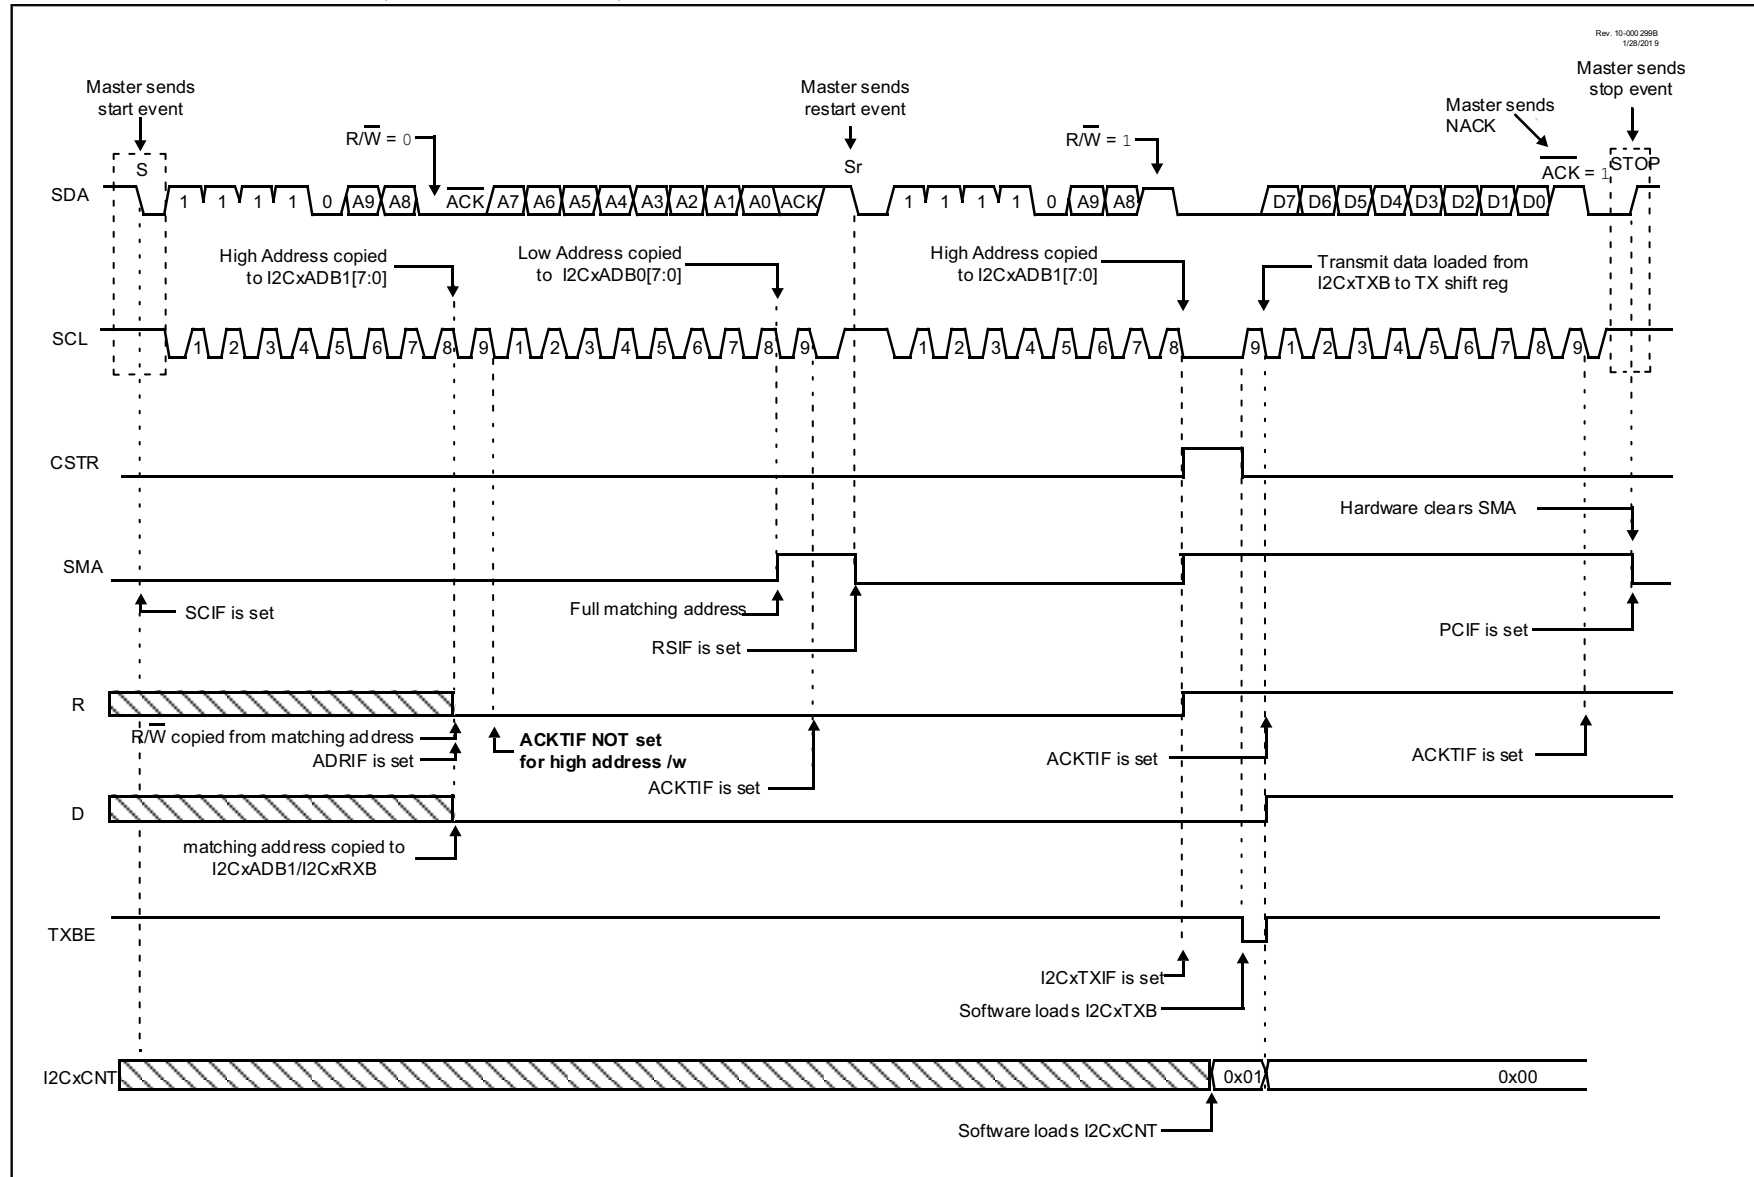 Rev. 10-000299B
1/28/2019
Master sends
start event
Master sends
restart event
Master sends
stop event
Master sends
NACK
R/W = 0
R/W = 1
S
Sr
STOP
ACK = 1
SDA
1 1 1 1 0 A9 A8 ACK A7 A6 A5 A4 A3 A2 A1 A0 ACK 1 1 1 1 0 A9 A8 D7 D6 D5 D4 D3 D2 D1 D0
High Address copied
to I2CxADB1[7:0]
Low Address copied
to I2CxADB0[7:0]
High Address copied
to I2CxADB1[7:0]
Transmit data loaded from
I2CxTXB to TX shift reg
SCL
1 2 3 4 5 6 7 8 9 1 2 3 4 5 6 7 8 9 1 2 3 4 5 6 7 8 9 1 2 3 4 5 6 7 8 9
CSTR
Hardware clears SMA
SMA
SCIF is set
Full matching address
RSIF is set
PCIF is set
R
R/W copied from matching address
ADRIF is set
ACKTIF NOT set
for high address /w
ACKTIF is set
ACKTIF is set
ACKTIF is set
D
matching address copied to
I2CxADB1/I2CxRXB
TXBE
I2CxTXIF is set
Software loads I2CxTXB
I2CxCNT
0x01
0x00
Software loads I2CxCNT